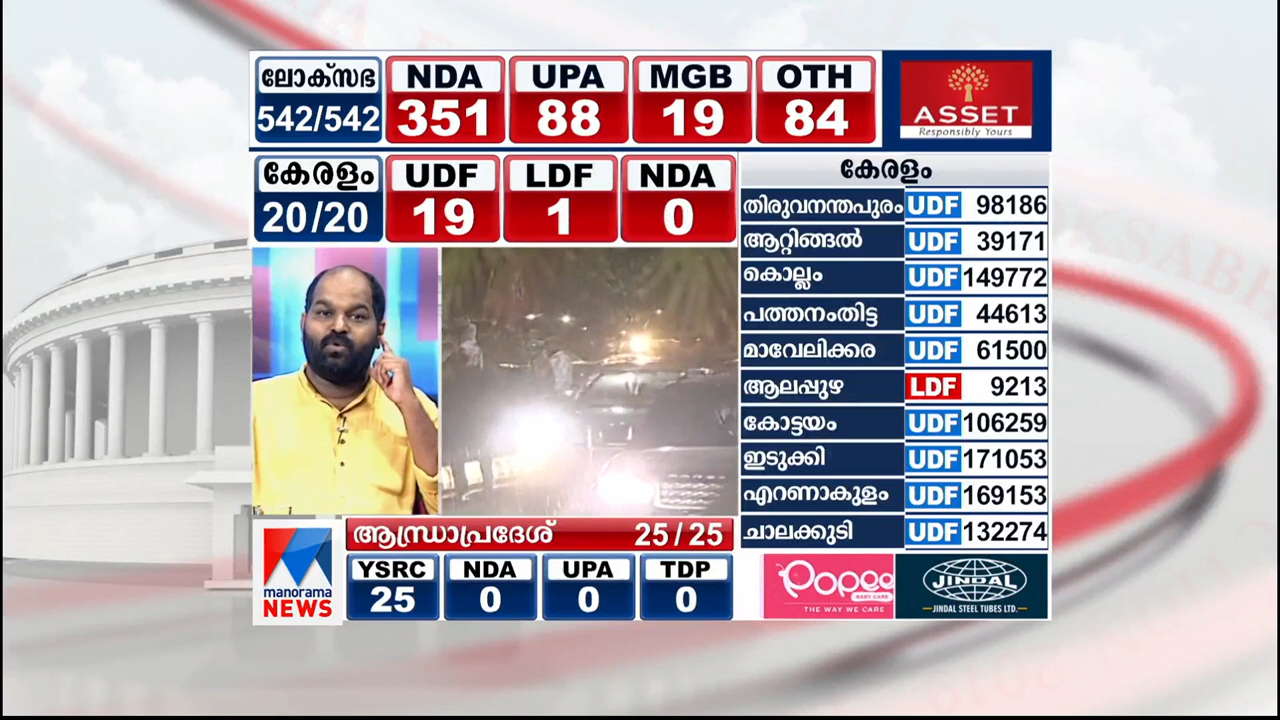 ലോക്സഭ NDA UPA MGB OTH
542/542 351 88 19 84
ASSET
Responsibly Yours
കേരളം UDF LDF NDA
20/20 19 1 0
കേരളം
തിരുവനന്തപുരം UDF 98186
ആറ്റിങ്ങൽ UDF 39171
കൊല്ലം UDF 149772
പത്തനംതിട്ട UDF 44613
മാവേലിക്കര UDF 61500
ആലപ്പുഴ LDF 9213
കോട്ടയം UDF 106259
ഇടുക്കി UDF 171053
എറണാകുളം UDF 169153
ചാലക്കുടി UDF 132274
ആന്ധ്രാപ്രദേശ് 25/25
YSRC NDA UPA TDP
25 0 0 0
manorama
NEWS
Popee
BABY CARE
THE WAY WE CARE
JINDAL
JINDAL STEEL TUBES LTD.